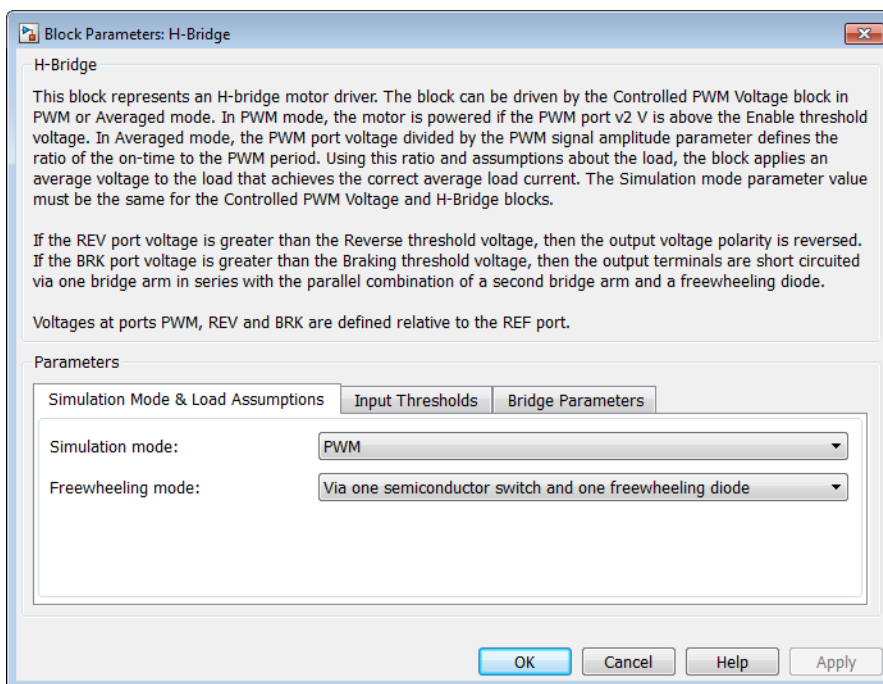 Block Parameters: H-Bridge
H-Bridge
This block represents an H-bridge motor driver. The block can be driven by the Controlled PWM Voltage block in
PWM or Averaged mode. In PWM mode, the motor is powered if the PWM port v2 V is above the Enable threshold
voltage. In Averaged mode, the PWM port voltage divided by the PWM signal amplitude parameter defines the
ratio of the on-time to the PWM period. Using this ratio and assumptions about the load, the block applies an
average voltage to the load that achieves the correct average load current. The Simulation mode parameter value
must be the same for the Controlled PWM Voltage and H-Bridge blocks.
If the REV port voltage is greater than the Reverse threshold voltage, then the output voltage polarity is reversed.
If the BRK port voltage is greater than the Braking threshold voltage, then the output terminals are short circuited
via one bridge arm in series with the parallel combination of a second bridge arm and a freewheeling diode.
Voltages at ports PWM, REV and BRK are defined relative to the REF port.
Parameters
Simulation Mode & Load Assumptions Input Thresholds Bridge Parameters
Simulation mode: PWM
Freewheeling mode: Via one semiconductor switch and one freewheeling diode
OK Cancel Help Apply